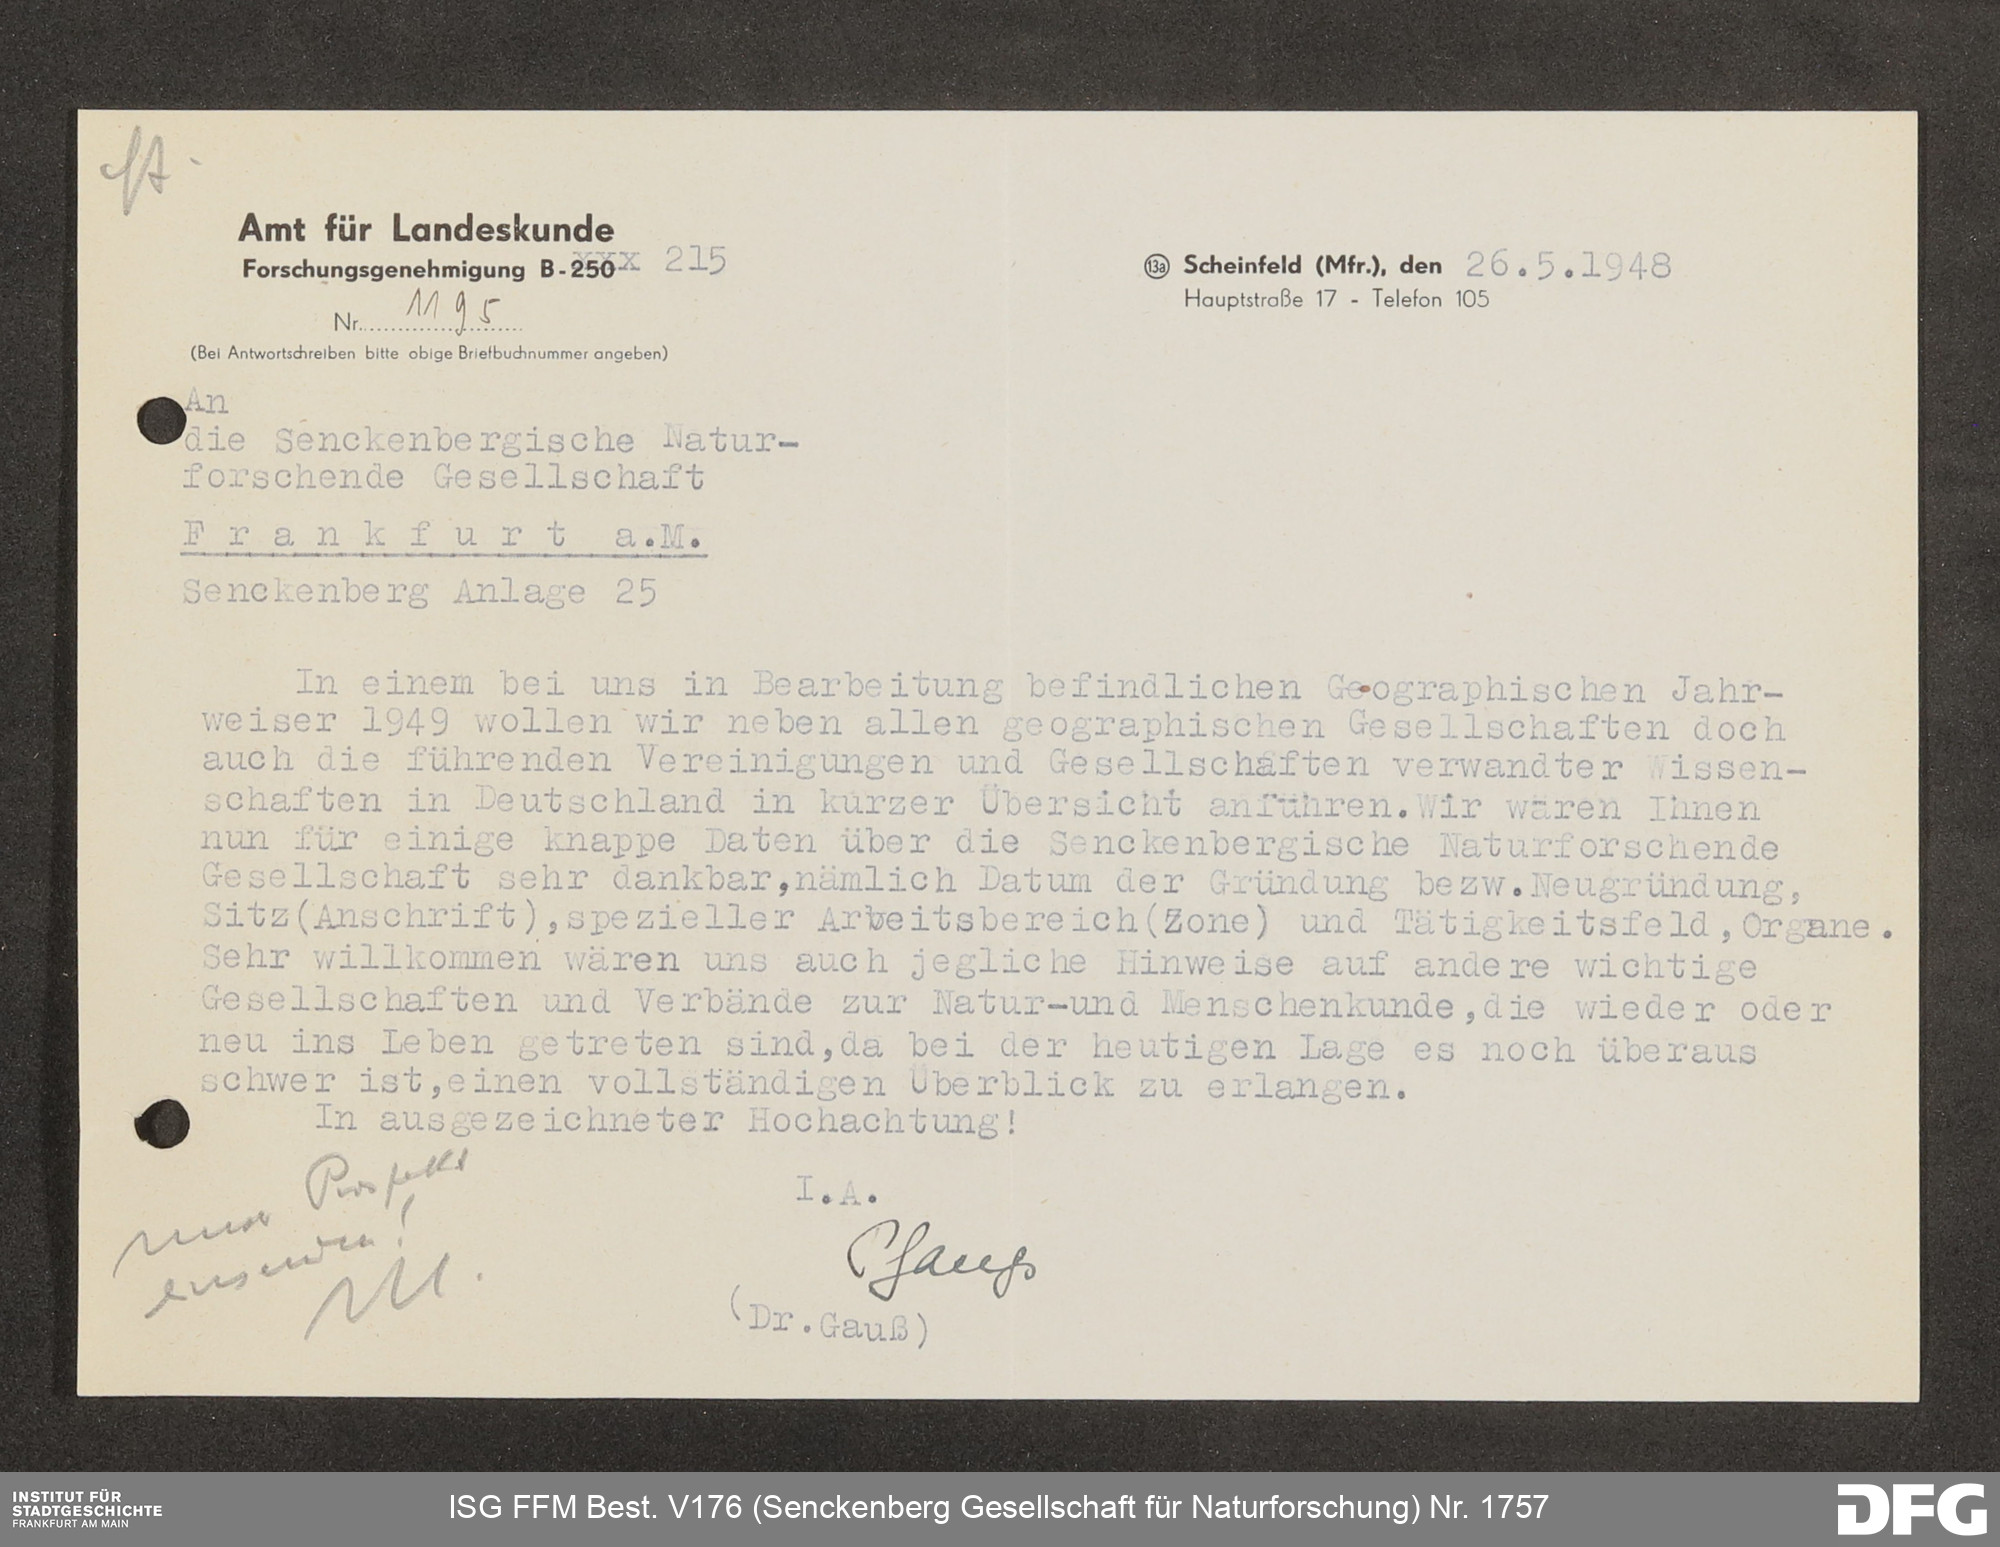 Amt für Landeskunde
Forschungsgenehmigung B-250 xxx 215
Nr. 1195
(Bei Antwortschreiben bitte obige Briefbuchnummer angeben)
13a Scheinfeld (Mfr.), den 26.5.1948
Hauptstraße 17 - Telefon 105
An
die Senckenbergische Natur-
forschende Gesellschaft
Frankfurt a.M.
Senckenberg Anlage 25
In einem bei uns in Bearbeitung befindlichen Geographischen Jahr-
weiser 1949 wollen wir neben allen geographischen Gesellschaften doch
auch die führenden Vereinigungen und Gesellschaften verwandter Wissen-
schaften in Deutschland in kurzer Übersicht anführen.Wir wären Ihnen
nun für einige knappe Daten über die Senckenbergische Naturforschende
Gesellschaft sehr dankbar,nämlich Datum der Gründung bezw.Neugründung,
Sitz(Anschrift),spezieller Arbeitsbereich(Zone) und Tätigkeitsfeld,Organe.
Sehr willkommen wären uns auch jegliche Hinweise auf andere wichtige
Gesellschaften und Verbände zur Natur-und Menschenkunde,die wieder oder
neu ins Leben getreten sind,da bei der heutigen Lage es noch überaus
schwer ist,einen vollständigen Überblick zu erlangen.
In ausgezeichneter Hochachtung!
I.A.
(Dr.Gauß)
Prospekt
INSTITUT FÜR
STADTGESCHICHTE
FRANKFURT AM MAIN
ISG FFM Best. V176 (Senckenberg Gesellschaft für Naturforschung) Nr. 1757
DFG